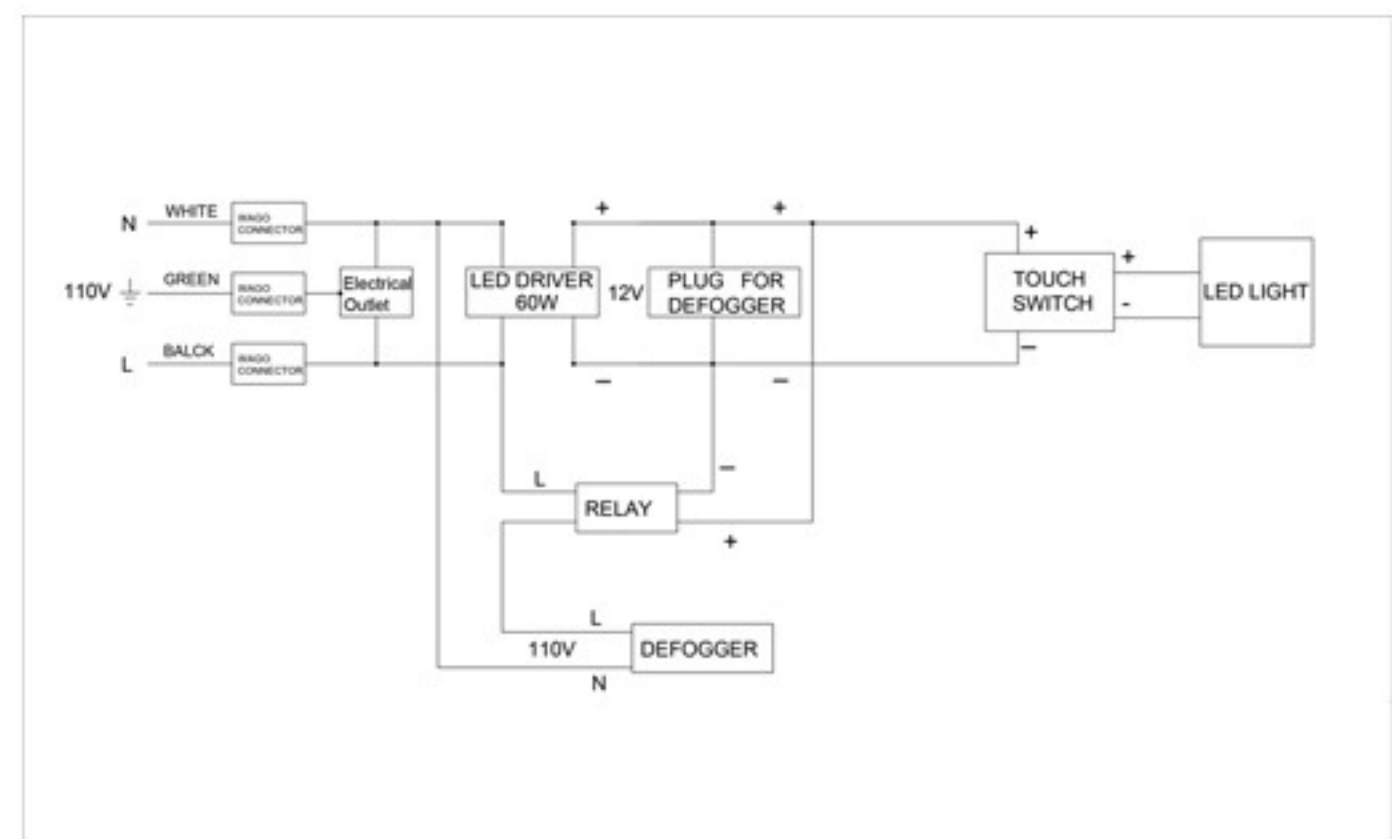 N
WHITE
WAGO
CONNECTOR
110V
GREEN
WAGO
CONNECTOR
L
BALCK
WAGO
CONNECTOR
Electrical
Outlet
LED DRIVER
60W
+
-
12V
PLUG FOR
DEFOGGER
+
-
+
-
TOUCH
SWITCH
+
-
LED LIGHT
L
RELAY
-
+
L
110V
N
DEFOGGER